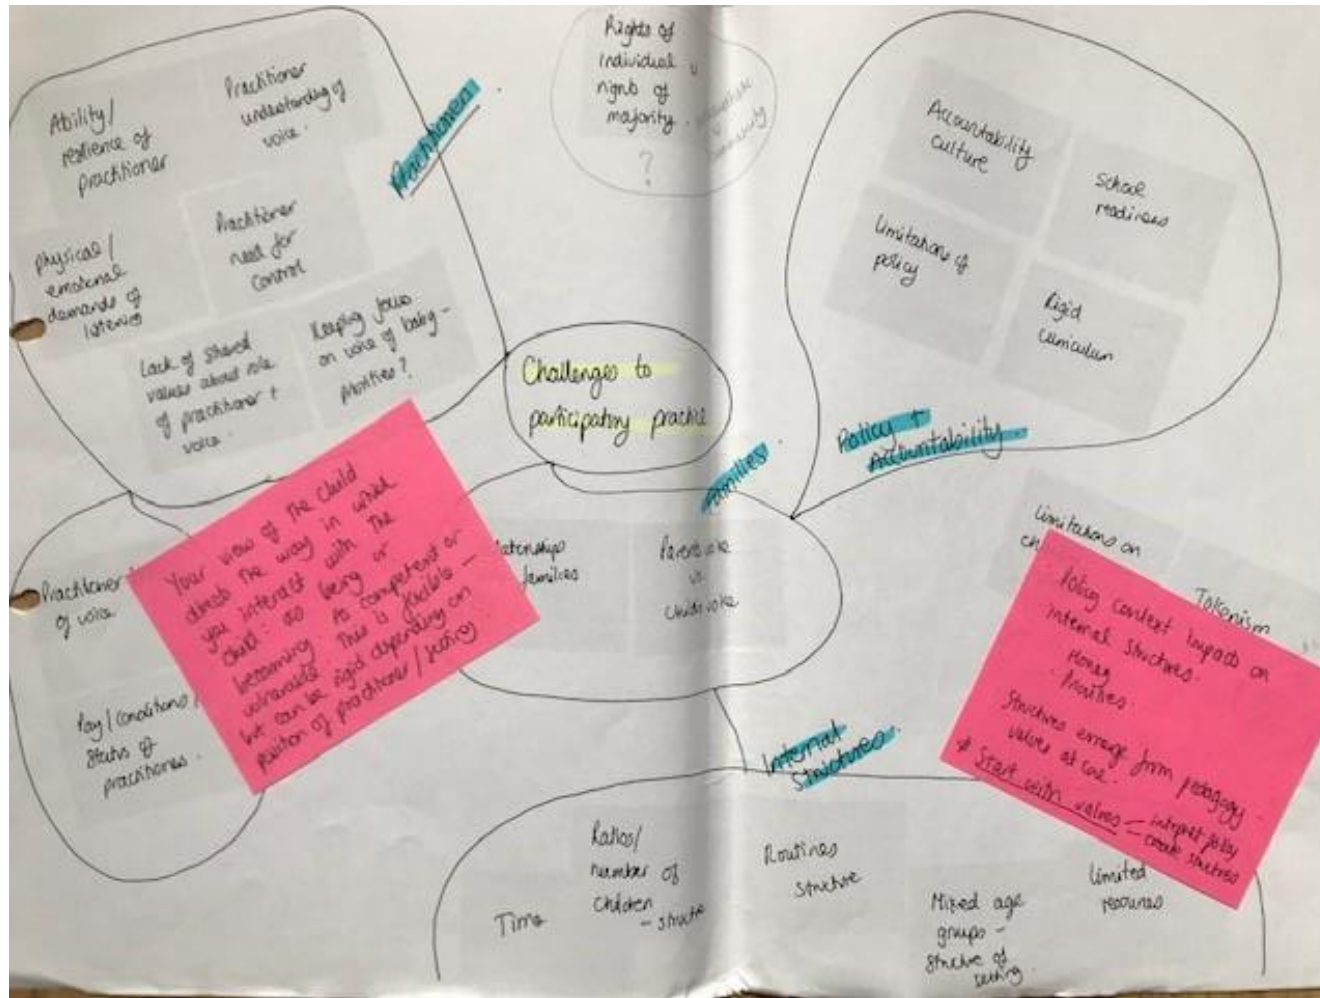 Ability/
reslience of
practitioner
Practitioner
understanding of
voice.
Practitioners
Physical/
emotional
demands of
listening
Practitioner
need for
control
Lack of shared
values about role
of practitioner +
voice.
Keeping focus
on voice of baby -
priorities?
Rights of
individual v
rights of
majority.
?
Accountability
culture
School
readiness
Limitations of
policy
Rigid
curriculum
Policy +
Accountability
Challenges to
participatory practice
Families
families
Parents voice
vs
childs voice
Practitioner
of voice
Pay/conditions/
status of
practitioners.
Your view of the child
directs the way in which
you interact with the
child: as being or
becoming. As competent or
vulnerable. This is flexible -
but can be rigid depending on
position of practitioner/setting
Limitations on
ch
Tokenism
Policy context impacts on
internal structures.
Money
. Routines.
Structures emerge from pedagogy.
values at core.
* Start with values - interpret policy
- create structures
Internal
Structures
Time
Ratios/
number of
children
- structure
Routines
structure
Mixed age
groups -
structure of
setting.
Limited
resources